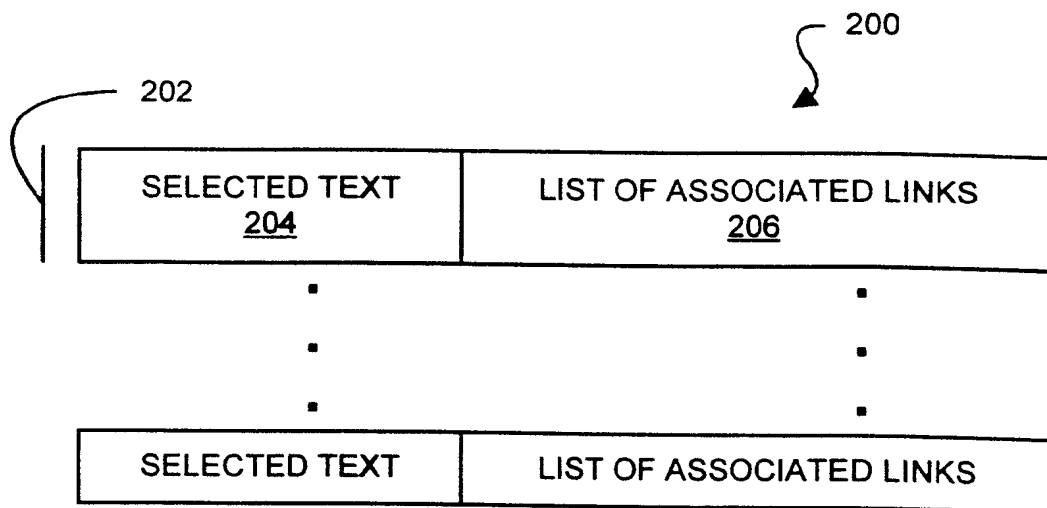 200
202
SELECTED TEXT LIST OF ASSOCIATED LINKS
204 206
SELECTED TEXT LIST OF ASSOCIATED LINKS